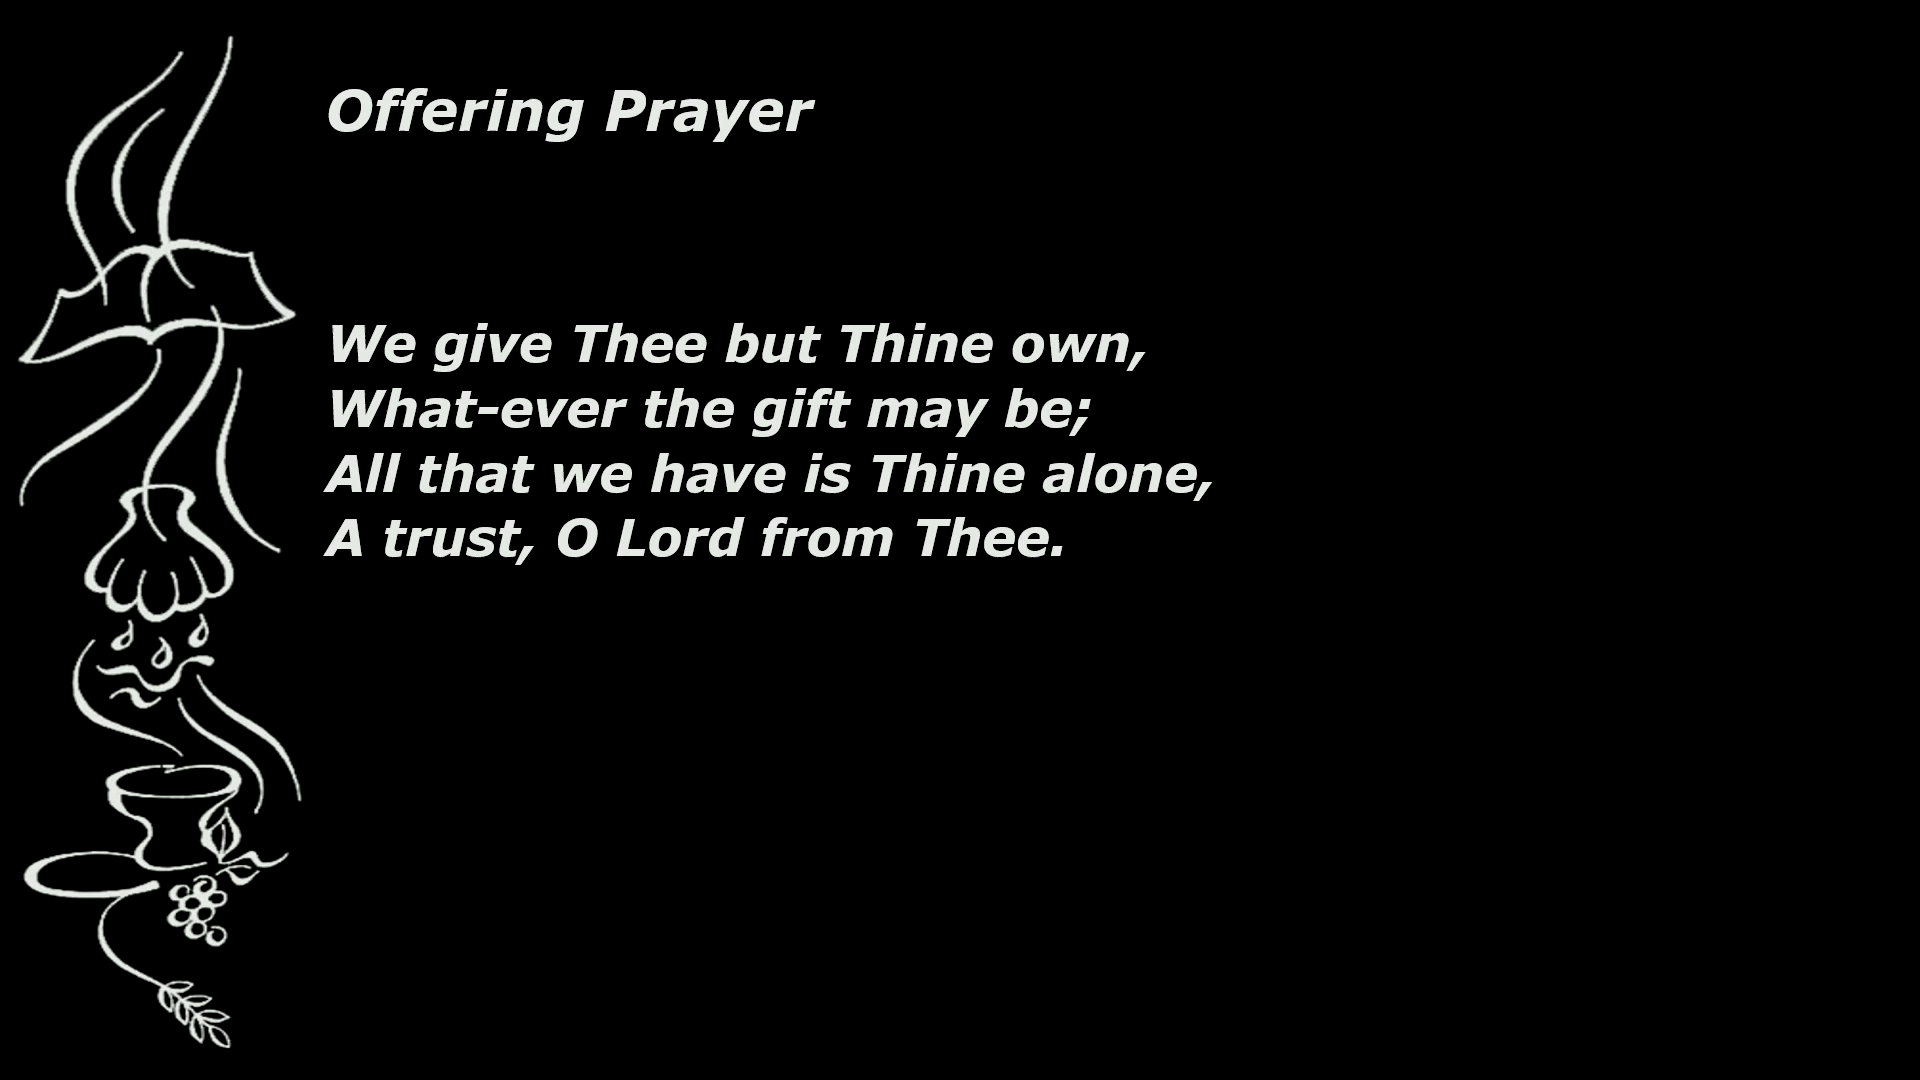 Offering Prayer
We give Thee but Thine own,
What-ever the gift may be;
All that we have is Thine alone,
A trust, O Lord from Thee.